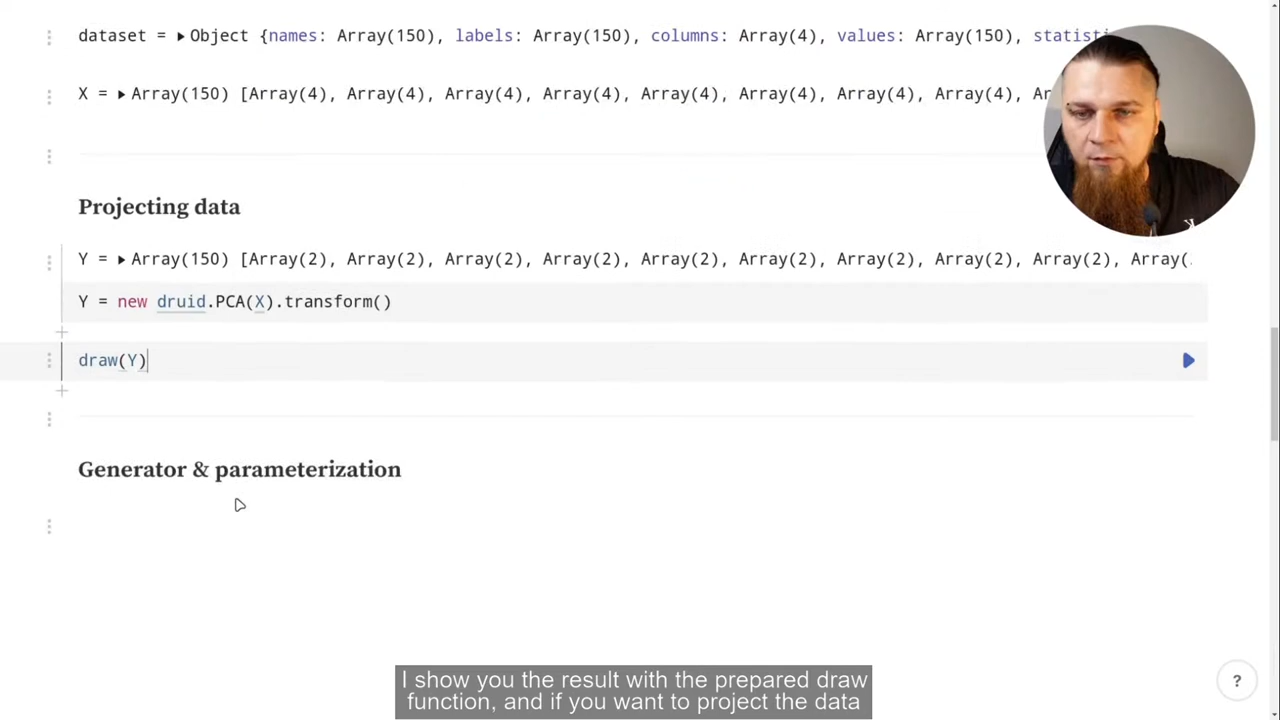 dataset = ▶Object {names: Array(150), labels: Array(150), columns: Array(4), values: Array(150), statisti
X = ▶Array(150) [Array(4), Array(4), Array(4), Array(4), Array(4), Array(4), Array(4), Array(4), Ar
Projecting data
Y = ▶Array(150) [Array(2), Array(2), Array(2), Array(2), Array(2), Array(2), Array(2), Array(2), Array(2), Array(.
Y = new druid.PCA(X).transform()
draw(Y)
Generator & parameterization
I show you the result with the prepared draw
function, and if you want to project the data
?